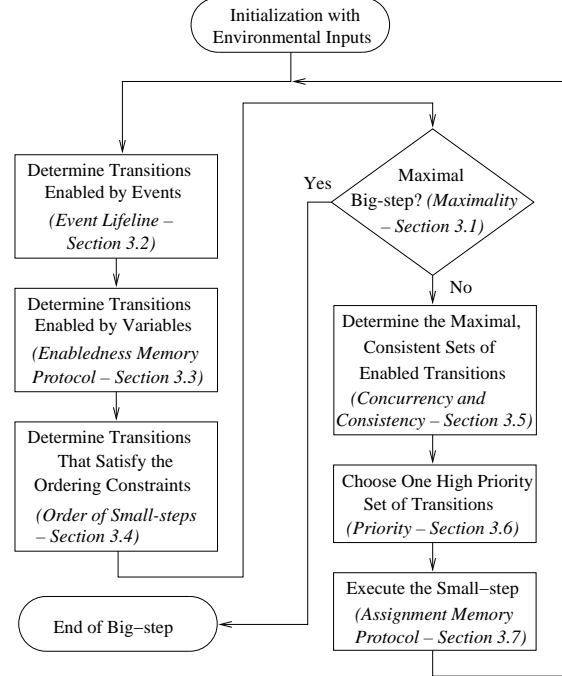 Initialization with
Environmental Inputs
Determine Transitions
Enabled by Events
(Event Lifeline –
Section 3.2)
Determine Transitions
Enabled by Variables
(Enabledness Memory
Protocol – Section 3.3)
Determine Transitions
That Satisfy the
Ordering Constraints
(Order of Small-steps
– Section 3.4)
Maximal
Big-step? (Maximality
– Section 3.1)
Yes
No
Determine the Maximal,
Consistent Sets of
Enabled Transitions
(Concurrency and
Consistency – Section 3.5)
Choose One High Priority
Set of Transitions
(Priority – Section 3.6)
Execute the Small–step
(Assignment Memory
Protocol – Section 3.7)
End of Big–step